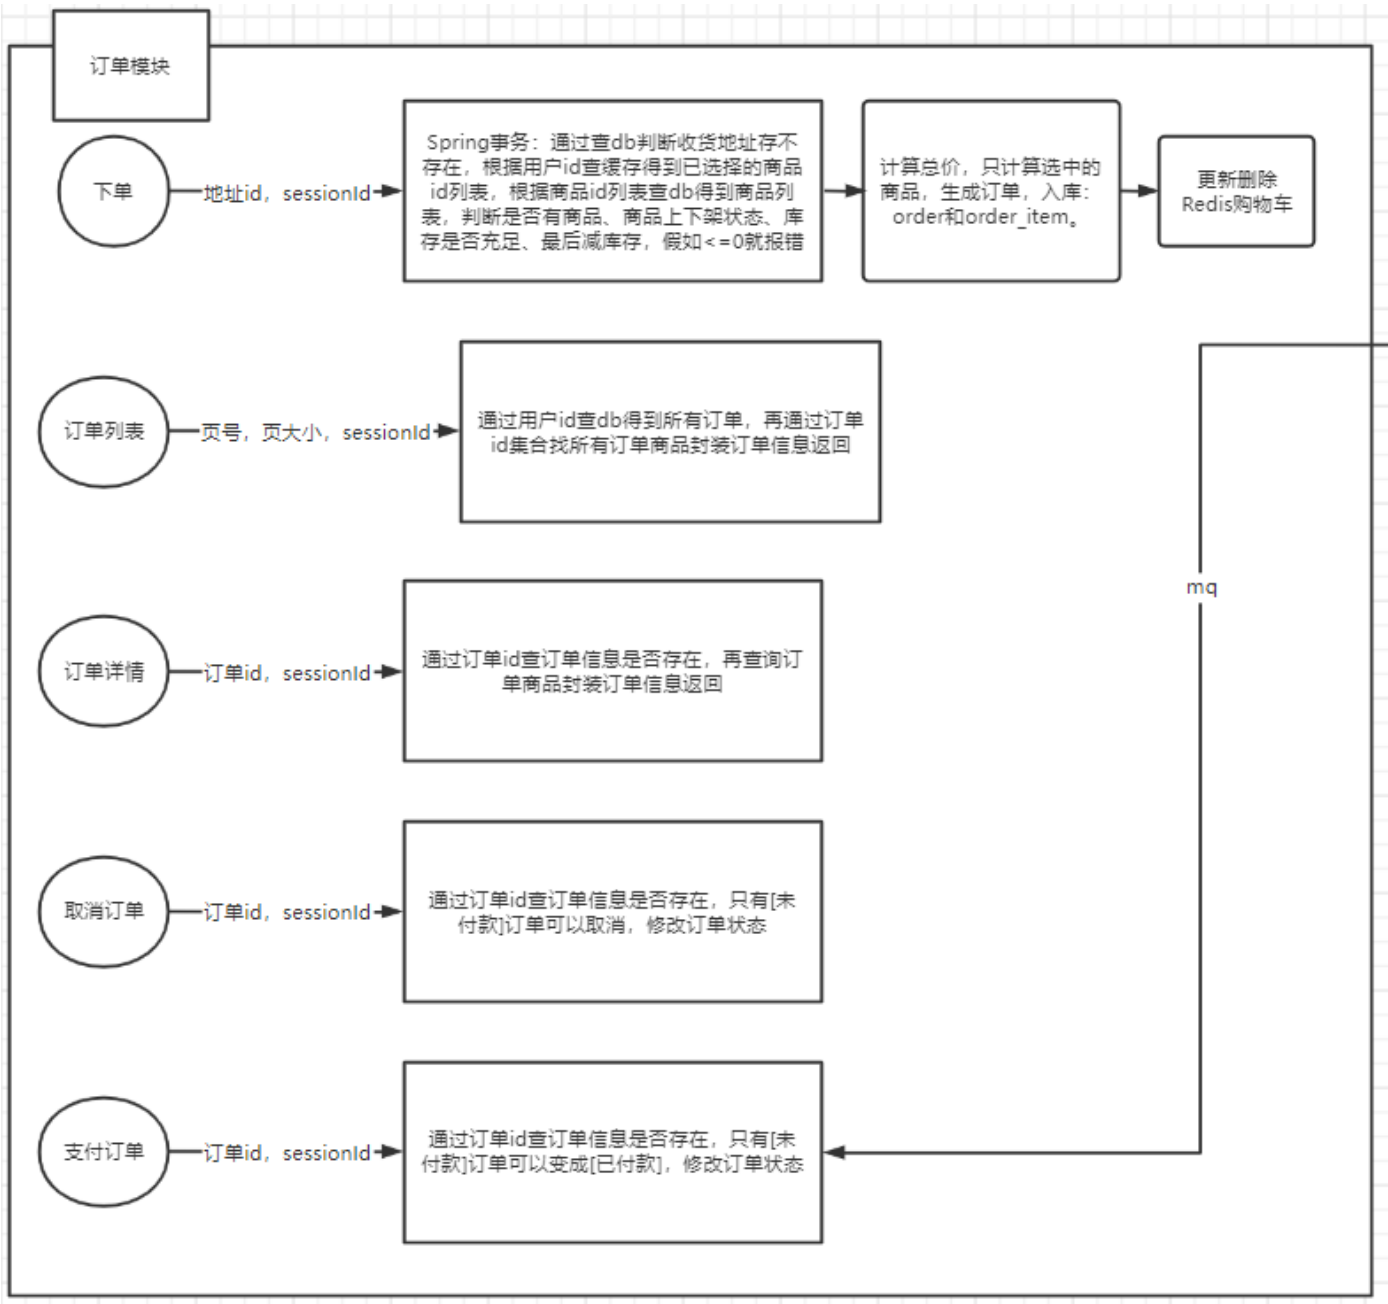 订单模块
下单
地址id，sessionId
Spring事务：通过查db判断收货地址存不
存在，根据用户id查缓存得到已选择的商品
id列表，根据商品id列表查db得到商品列
表，判断是否有商品、商品上下架状态、库
存是否充足、最后减库存，假如<=0就报错
计算总价，只计算选中的
商品，生成订单，入库：
order和order_item。
更新删除
Redis购物车
订单列表
页号，页大小，sessionId
通过用户id查db得到所有订单，再通过订单
id集合找所有订单商品封装订单信息返回
mq
订单详情
订单id，sessionId
通过订单id查订单信息是否存在，再查询订
单商品封装订单信息返回
取消订单
订单id，sessionId
通过订单id查订单信息是否存在，只有[未
付款]订单可以取消，修改订单状态
支付订单
订单id，sessionId
通过订单id查订单信息是否存在，只有[未
付款]订单可以变成[已付款]，修改订单状态